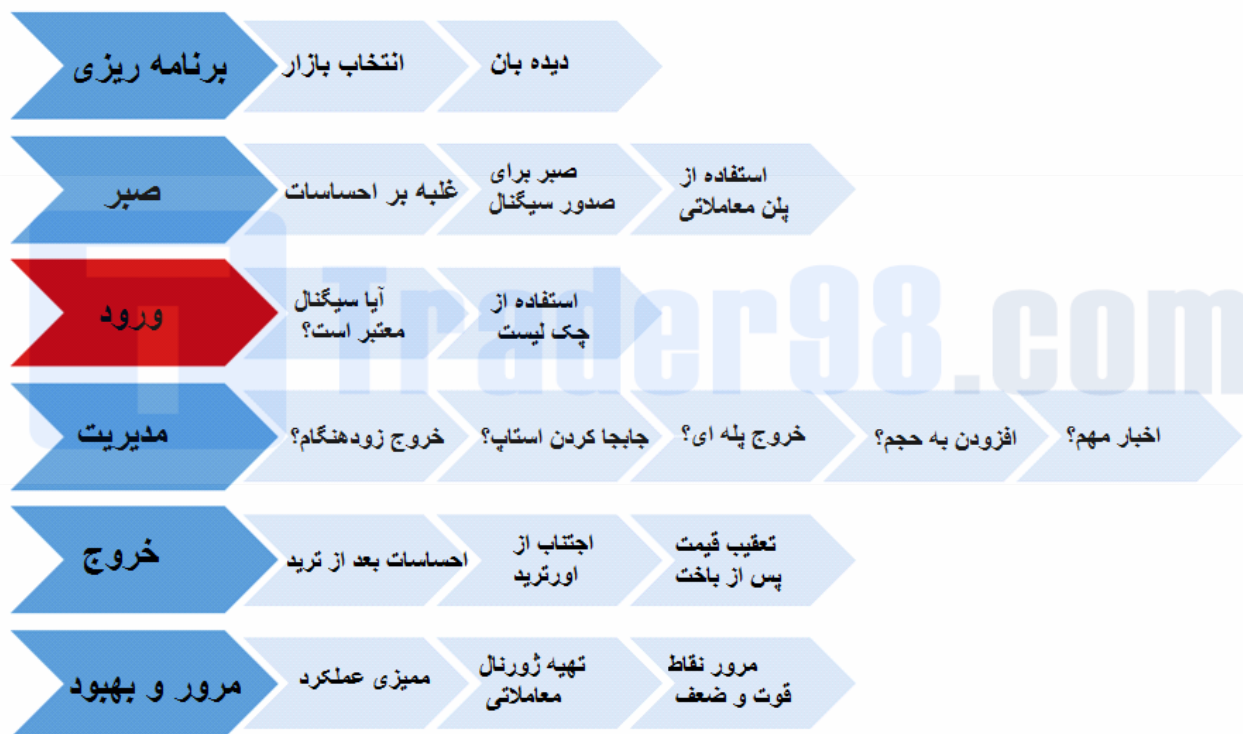 برنامه ریزی
انتخاب بازار
دیده بان
صبر
غلبه بر احساسات
صبر برای
صدور سیگنال
استفاده از
پلن معاملاتی
ورود
آیا سیگنال
معتبر است؟
استفاده از
چک لیست
Trader98.com
مدیریت
خروج زودهنگام؟
جابجا کردن استاپ؟
خروج پله ای؟
افزودن به حجم؟
اخبار مهم؟
خروج
احساسات بعد از ترید
اجتناب از
اورترید
تعقیب قیمت
پس از باخت
مرور و بهبود
ممیزی عملکرد
تهیه ژورنال
معاملاتی
مرور نقاط
قوت و ضعف